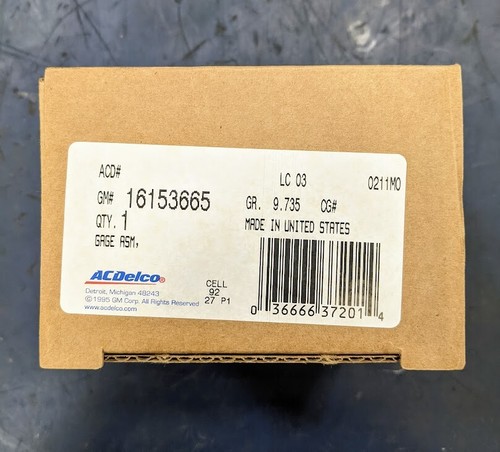 ACD#
LC 03 0211M0
GM# 16153665 GR. 9.735 CG#
QTY. 1 MADE IN UNITED STATES
GAGE ASM,
ACDelco®
Detroit, Michigan 48243
©1995 GM Corp. All Rights Reserved
www.acdelco.com
CELL
92
27 P1
0 36666 37201 4